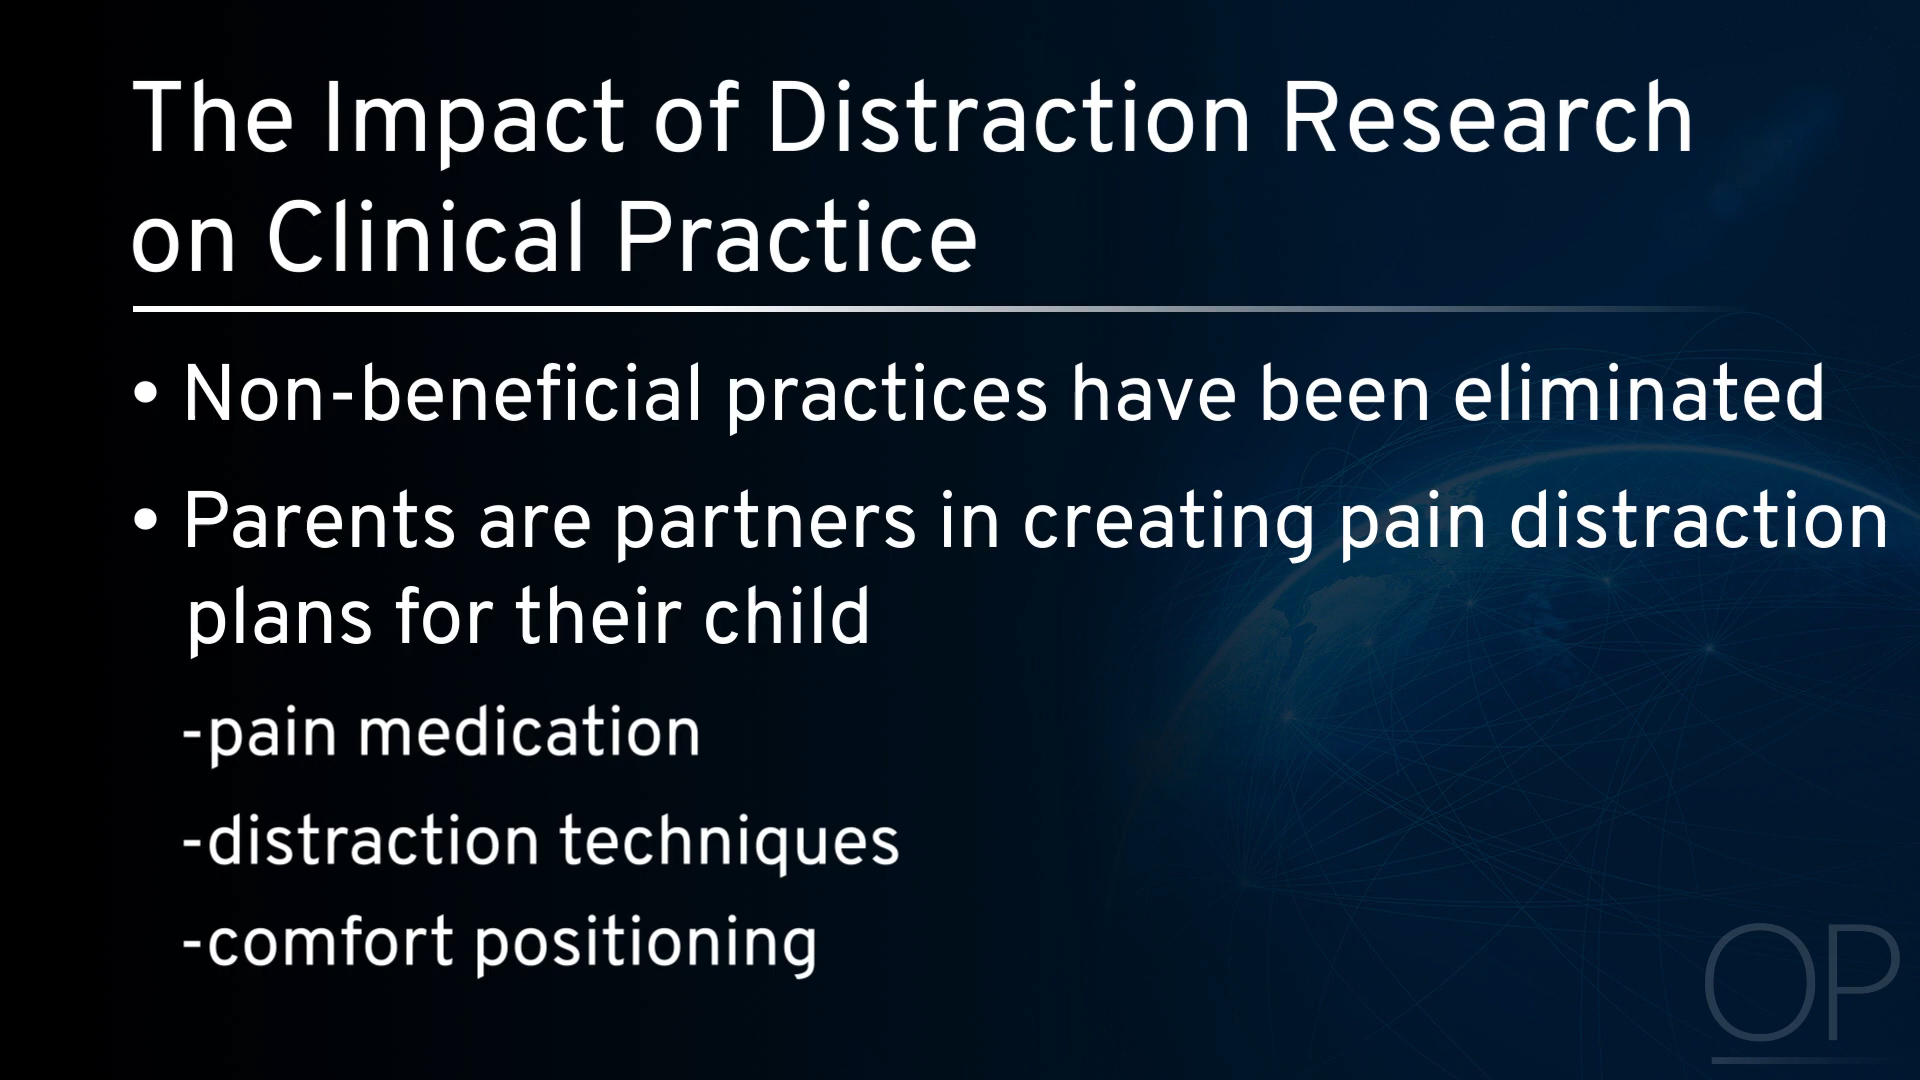 The Impact of Distraction Research
on Clinical Practice
• Non-beneficial practices have been eliminated
• Parents are partners in creating pain distraction
plans for their child
-pain medication
-distraction techniques
-comfort positioning
OP